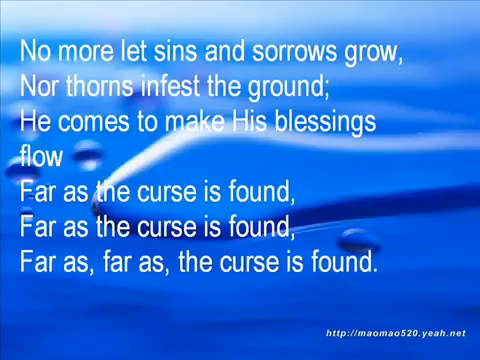 No more let sins and sorrows grow,
Nor thorns infest the ground;
He comes to make His blessings
flow
Far as the curse is found,
Far as the curse is found,
Far as, far as, the curse is found.
http://maomao520.yeah.net